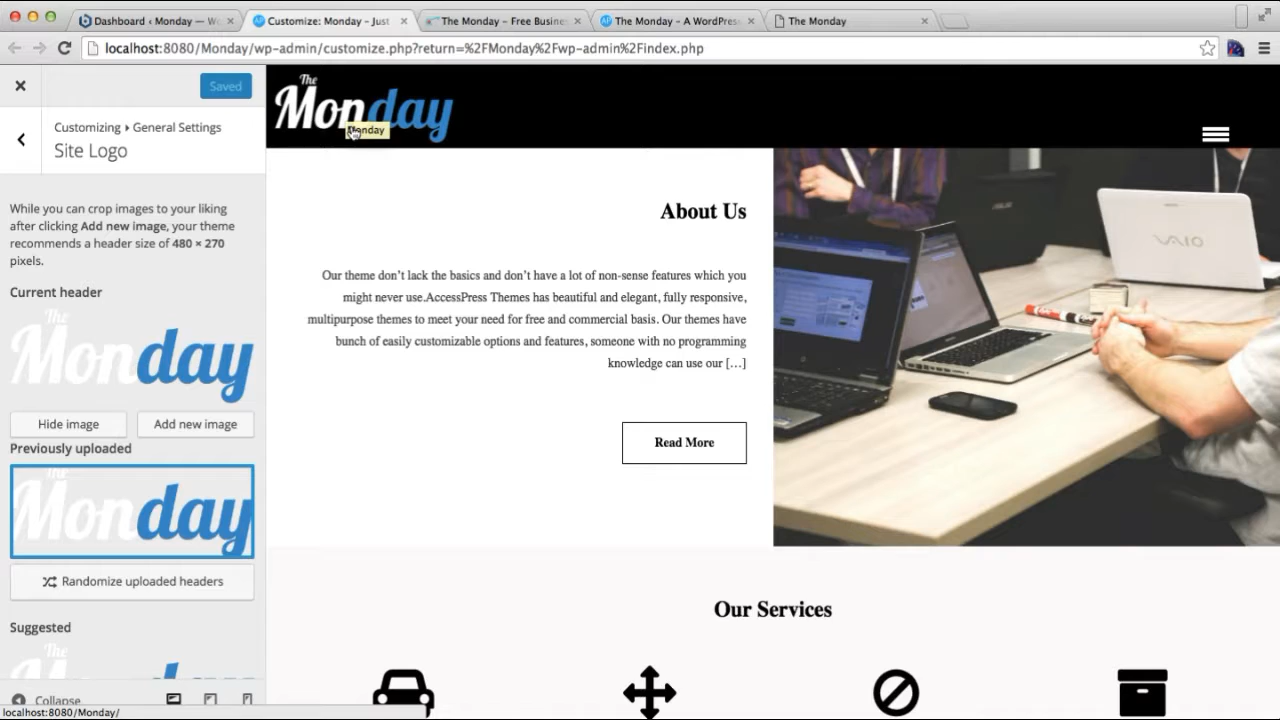 Dashboard ‹ Monday — Wo
Customize: Monday - Just
The Monday – Free Busines
The Monday – A WordPress
The Monday
localhost:8080/Monday/wp-admin/customize.php?return=%2FMonday%2Fwp-admin%2Findex.php
Saved
Customizing ▸ General Settings
Site Logo
While you can crop images to your liking
after clicking Add new image, your theme
recommends a header size of 480 × 270
pixels.
Current header
The
Monday
Hide image
Add new image
Previously uploaded
the
Monday
Randomize uploaded headers
Suggested
The
Collapse
localhost:8080/Monday/
The
Monday
Monday
About Us
Our theme don't lack the basics and don't have a lot of non-sense features which you
might never use.AccessPress Themes has beautiful and elegant, fully responsive,
multipurpose themes to meet your need for free and commercial basis. Our themes have
bunch of easily customizable options and features, someone with no programming
knowledge can use our […]
Read More
VAIO
Our Services